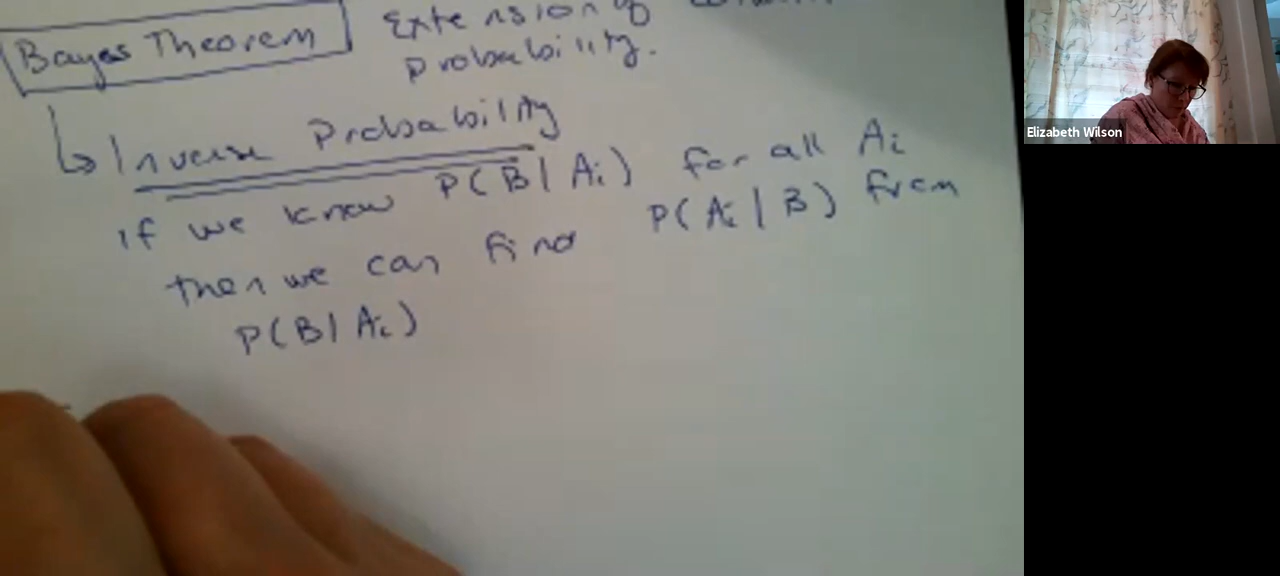 Bayes Theorem
Extension of
probability.
Inverse Probability
if we know P(B | Ai) for all Ai
then we can find P(Ai | B) from
P(B | Ai)
Elizabeth Wilson